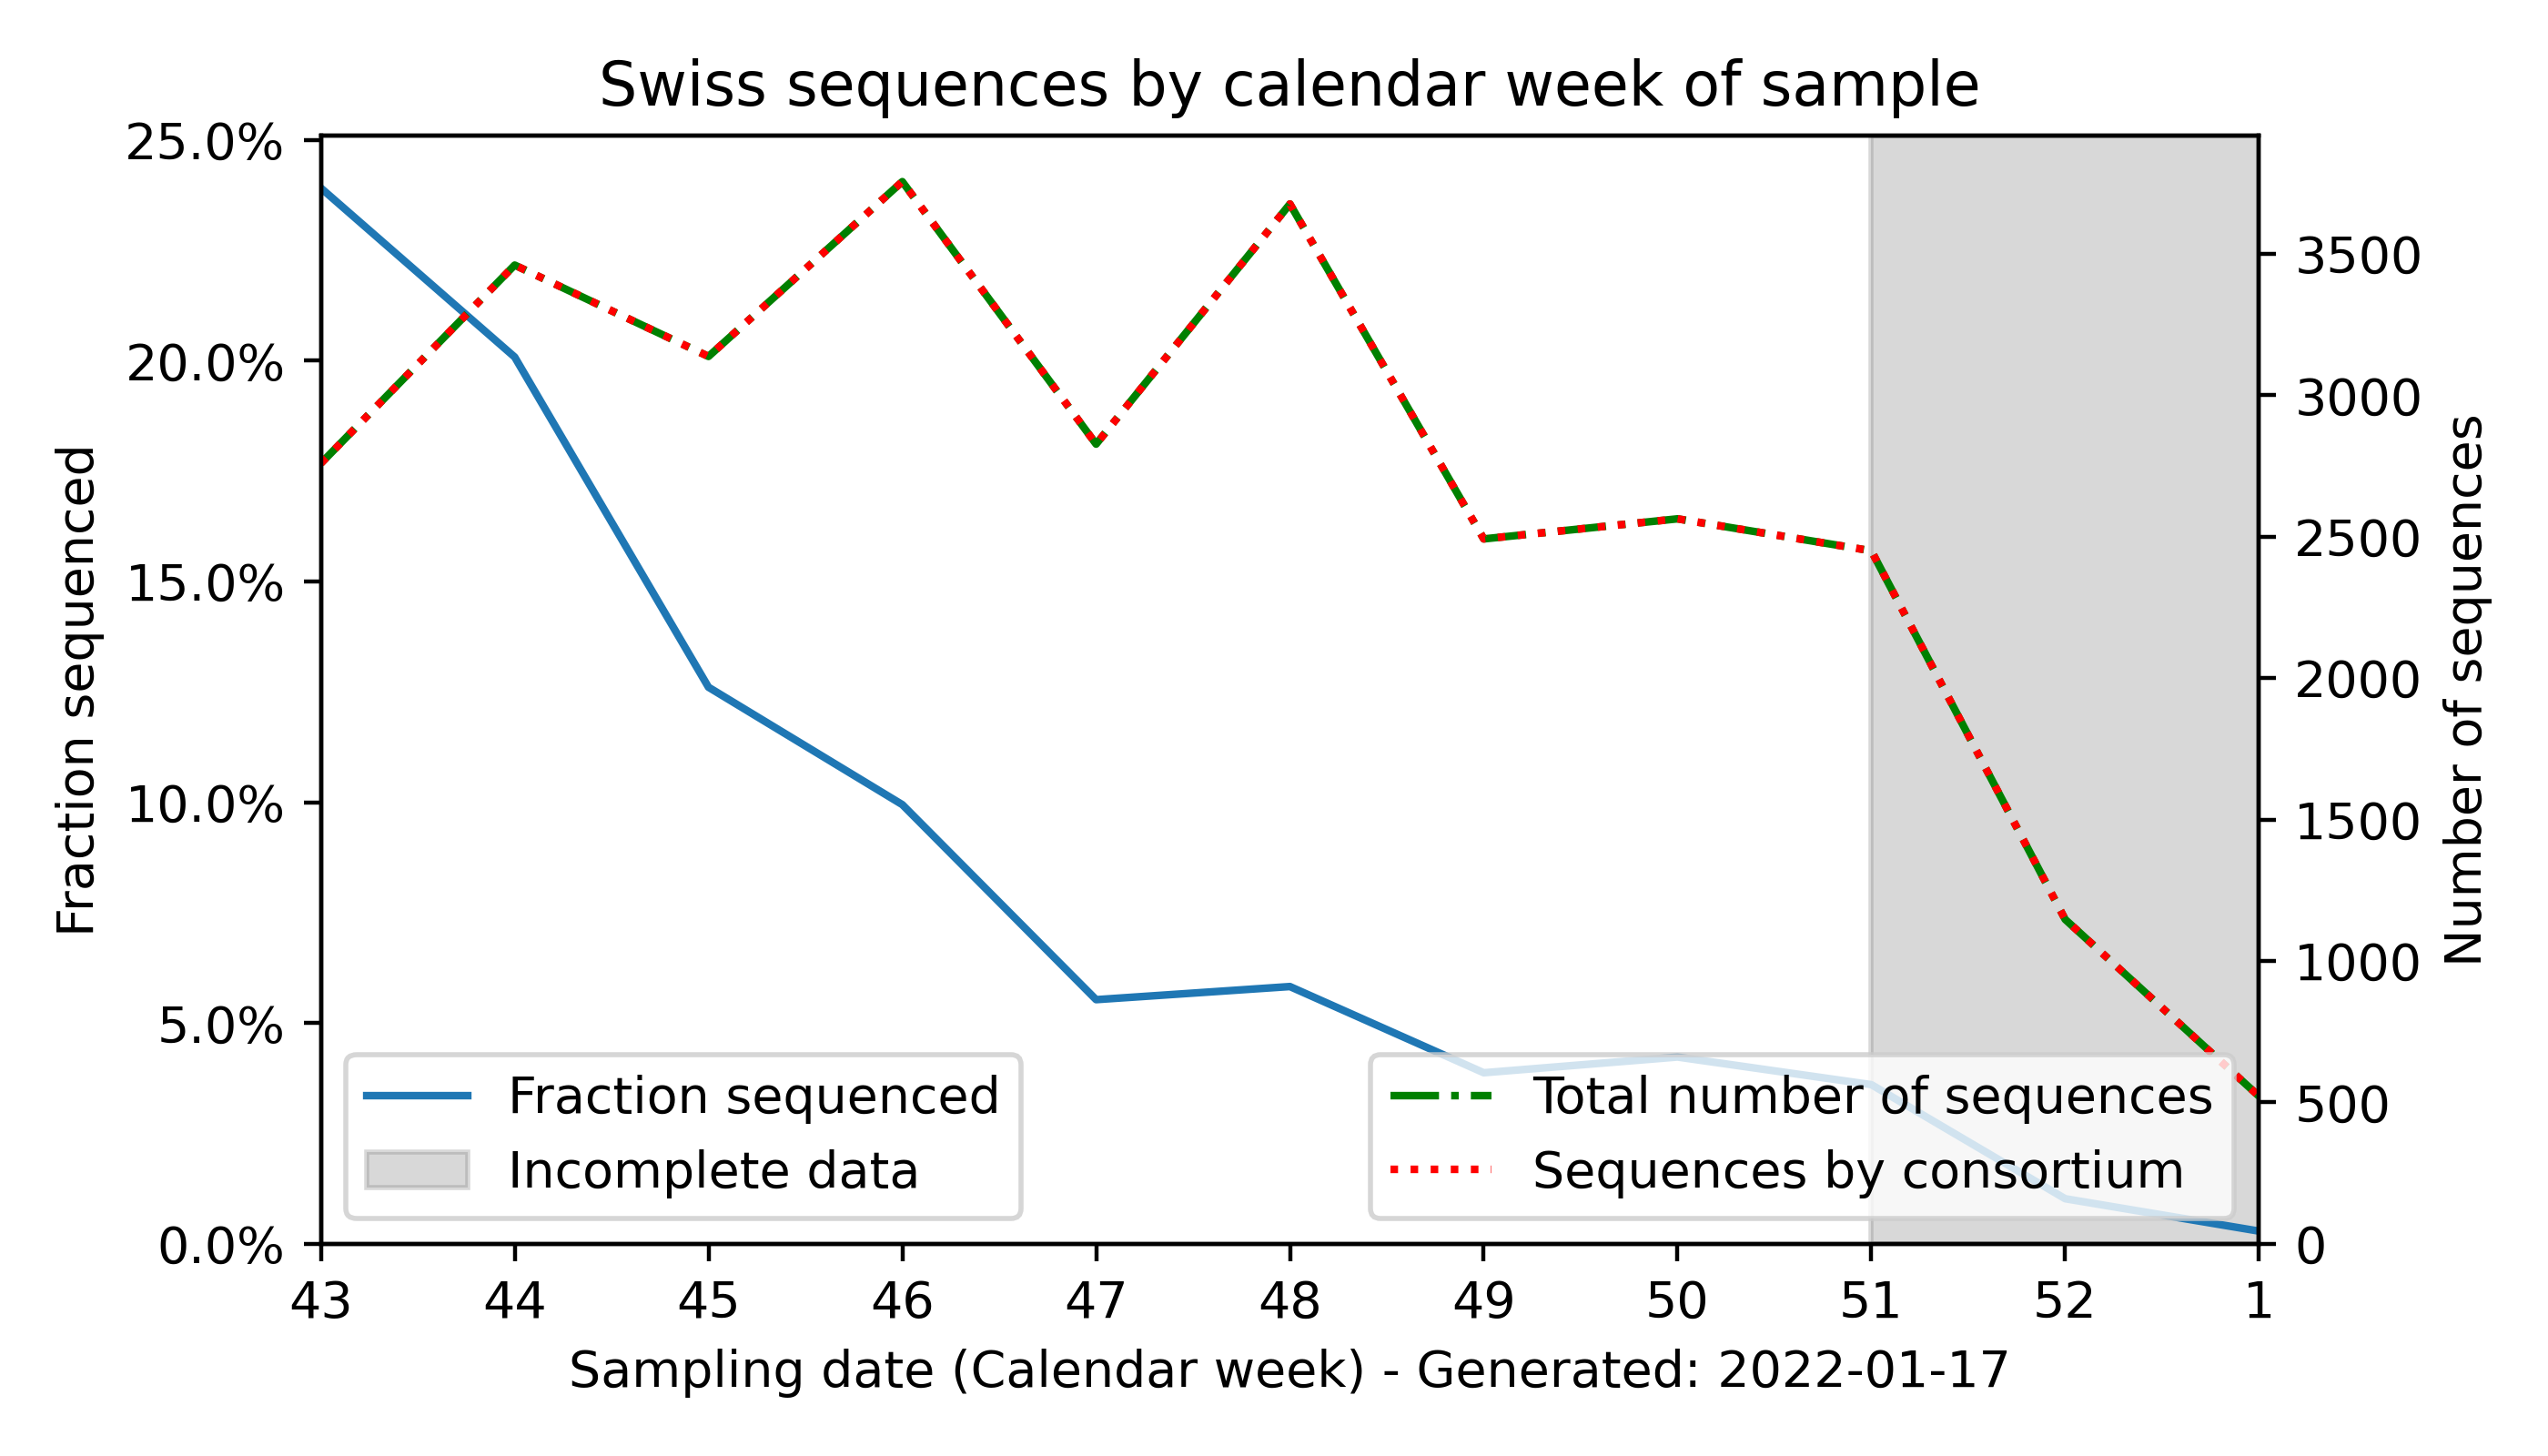 Swiss sequences by calendar week of sample
25.0%
20.0%
15.0%
10.0%
5.0%
0.0%
Fraction sequenced
3500
3000
2500
2000
1500
1000
500
0
Number of sequences
Fraction sequenced
Incomplete data
Total number of sequences
Sequences by consortium
43 44 45 46 47 48 49 50 51 52 1
Sampling date (Calendar week) - Generated: 2022-01-17